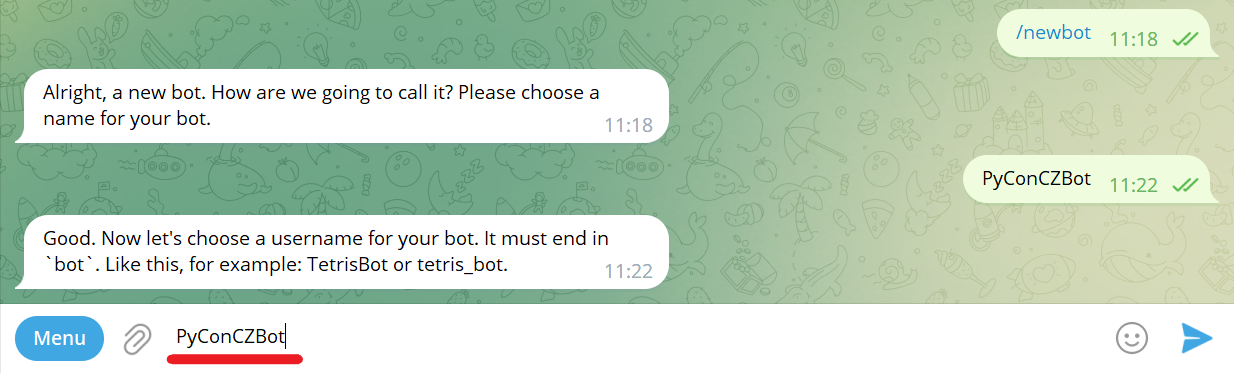 /newbot 11:18
Alright, a new bot. How are we going to call it? Please choose a
name for your bot.
11:18
PyConCZBot 11:22
Good. Now let's choose a username for your bot. It must end in
`bot`. Like this, for example: TetrisBot or tetris_bot.
11:22
Menu PyConCZBot